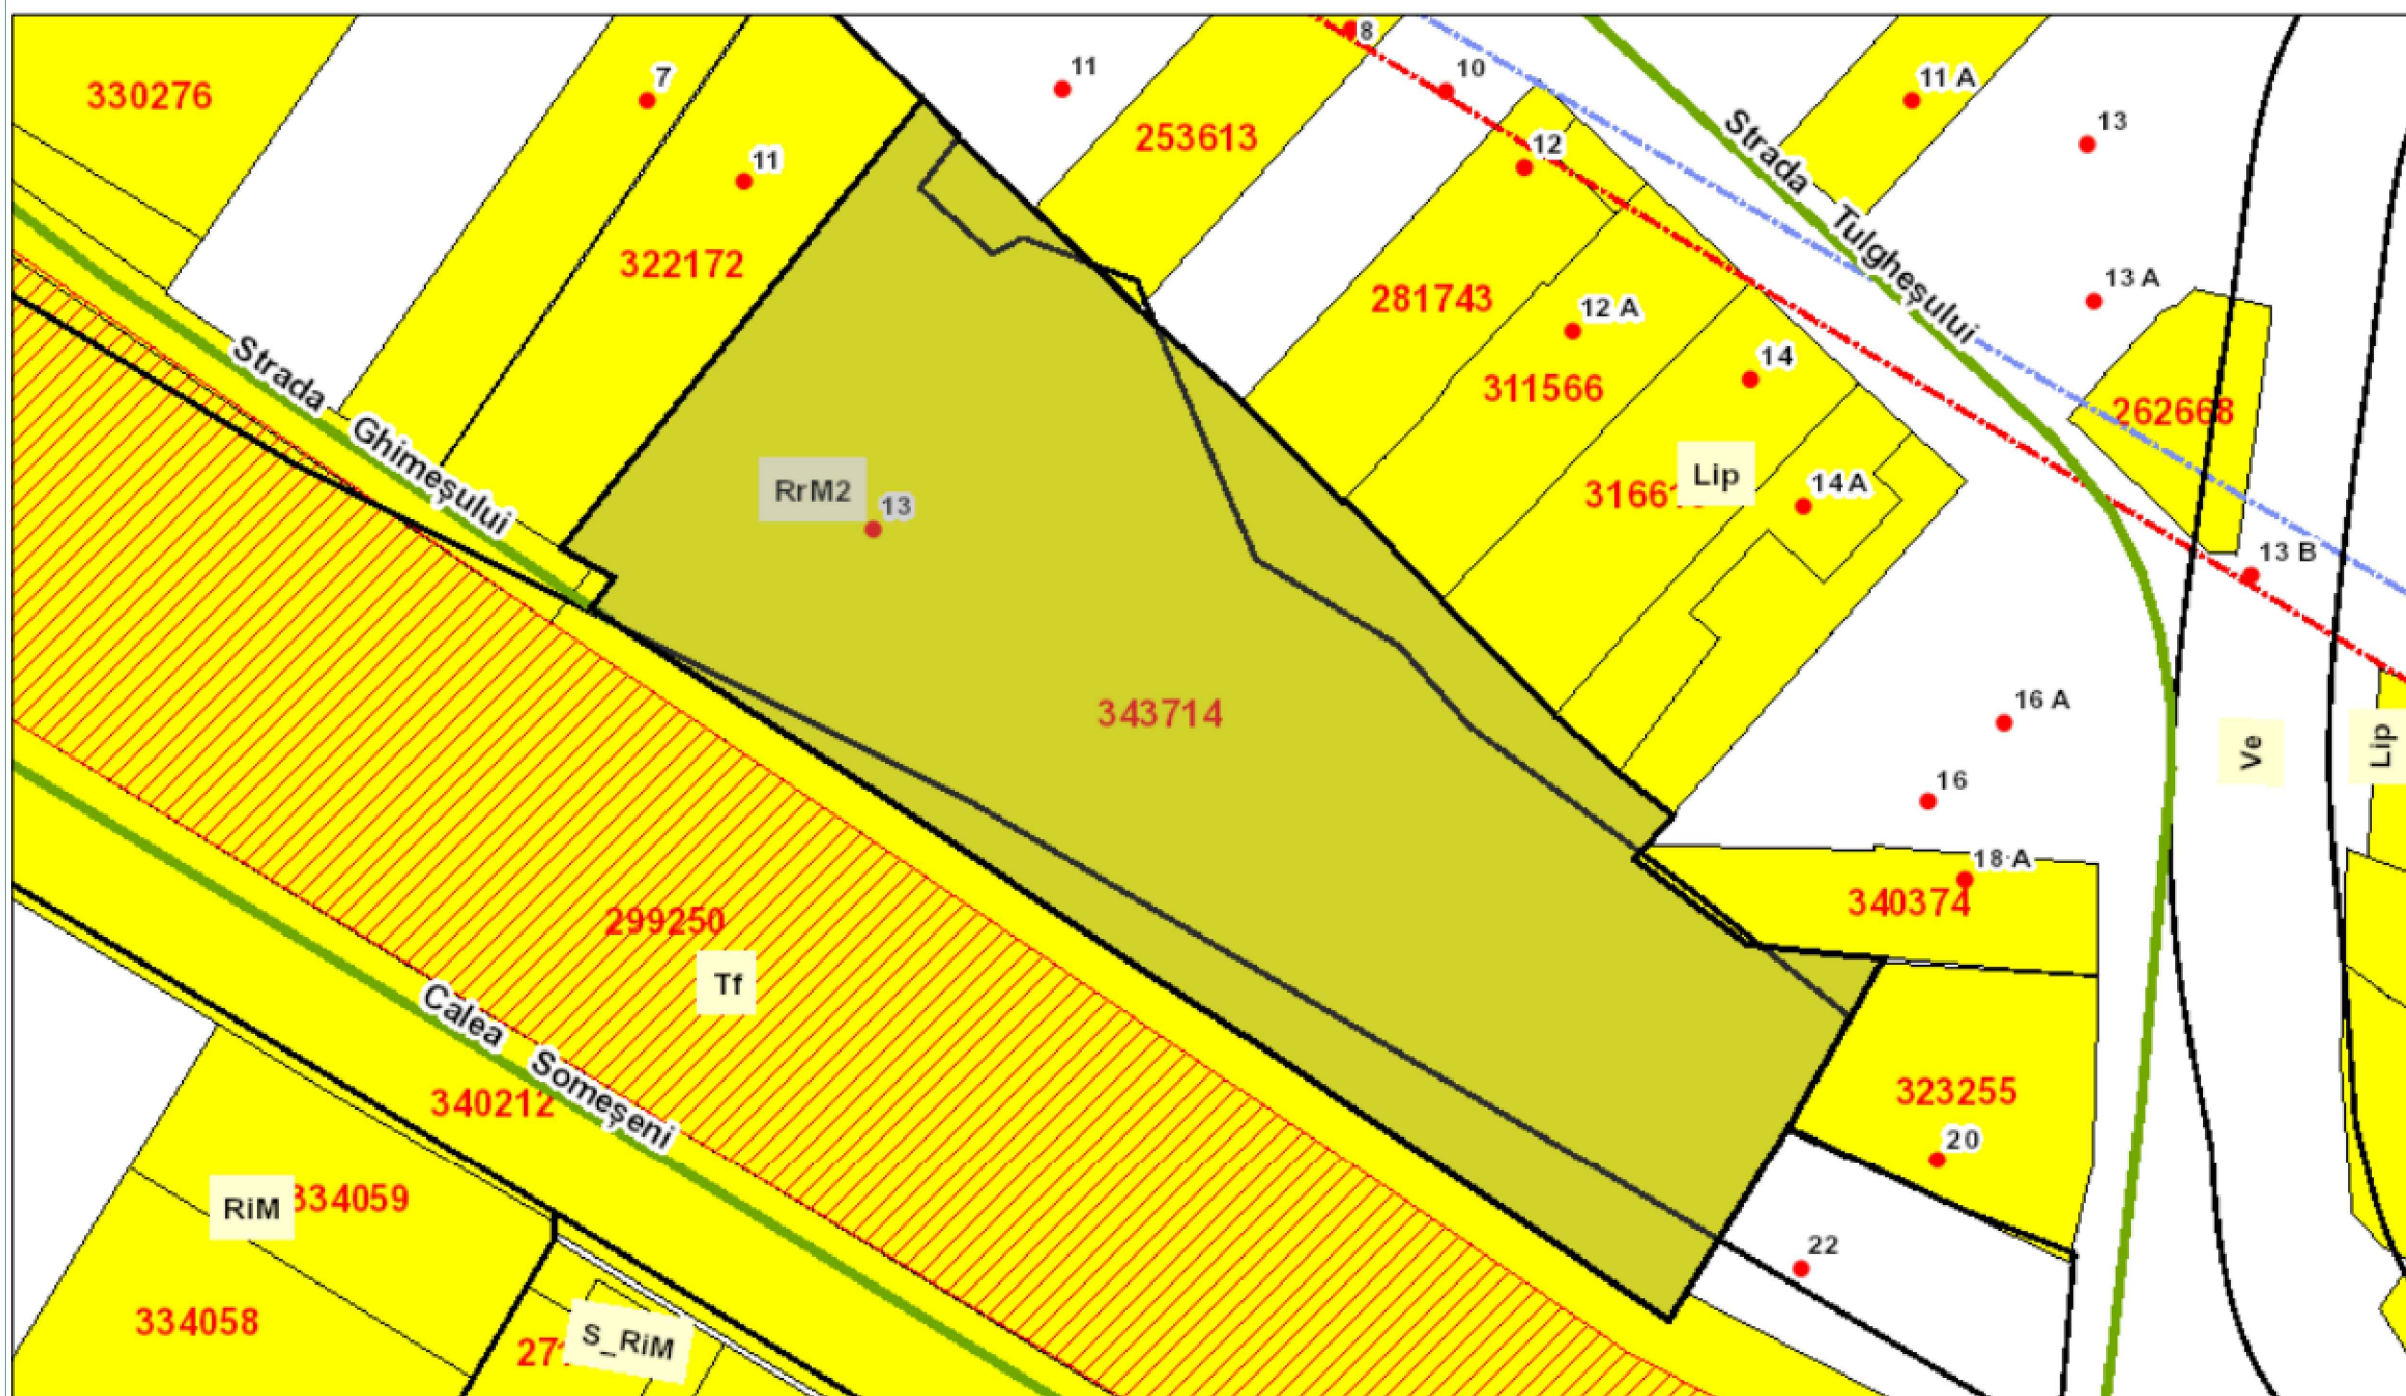 8
11
10
7
11 A
330276
13
253613
12
11
322172
13 A
281743
12 A
Strada Tulgheșului
14
311566
262668
Strada Ghimeșului
Lip
14 A
RrM2
13
13 B
16 A
343714
Ve
Lip
16
18 A
340374
299250
Tf
Calea Someșeni
323255
340212
20
334059
RiM
22
334058
S_RiM